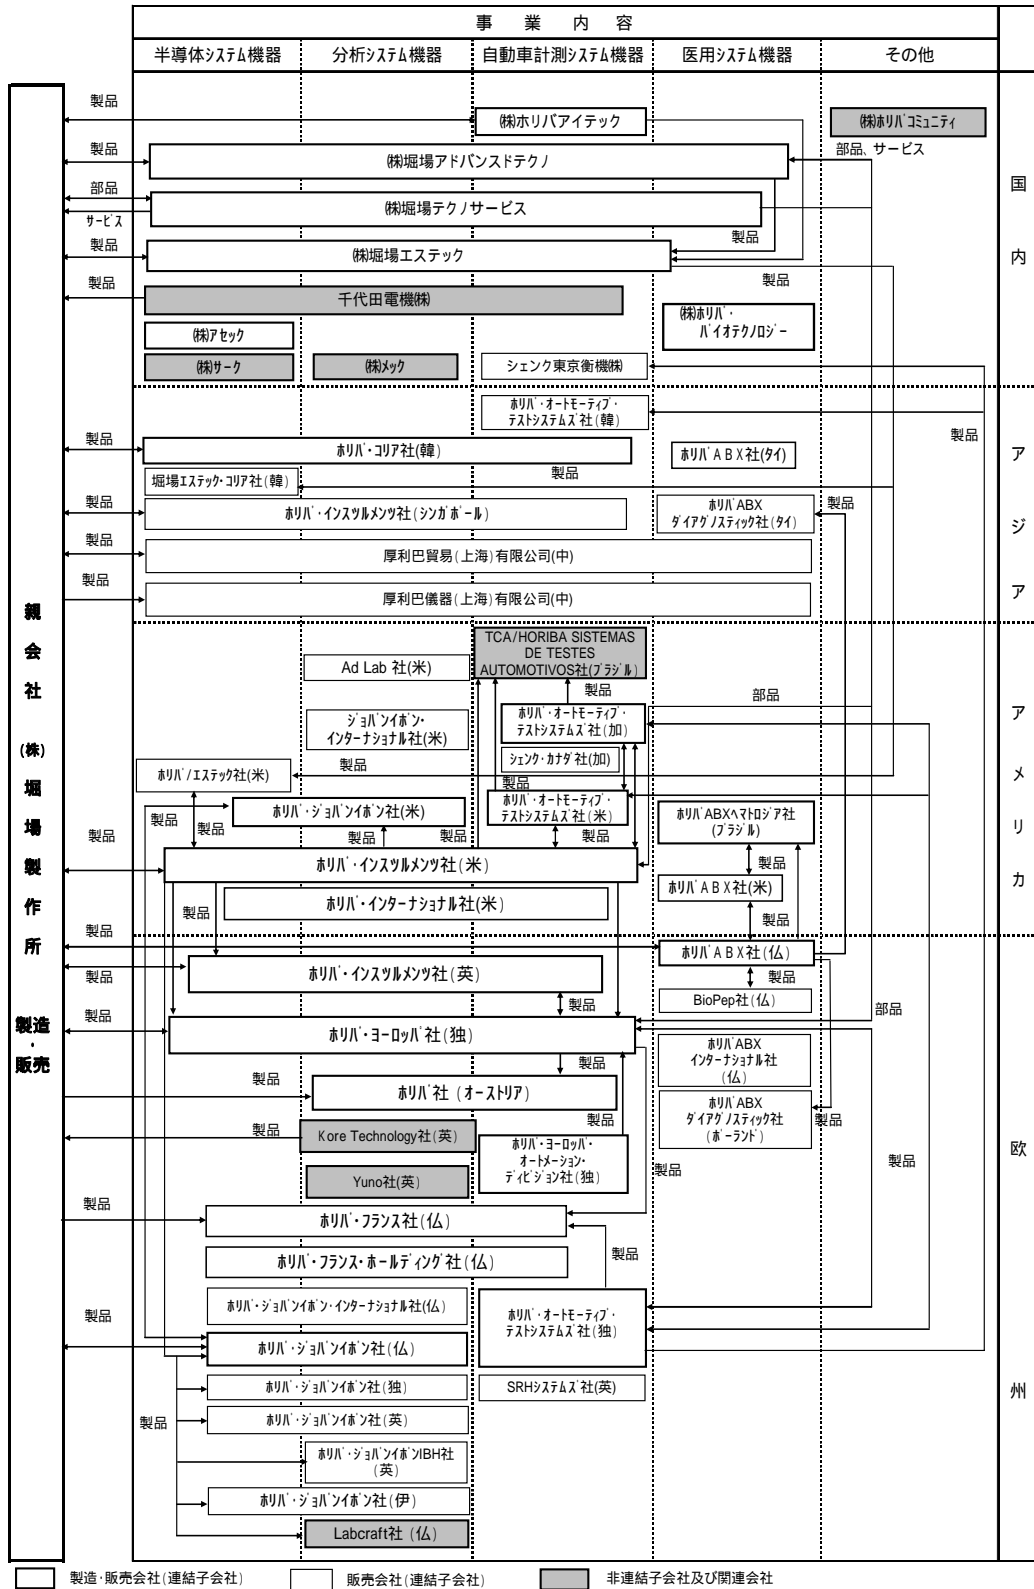 事業内容
半導体システム機器
分析システム機器
自動車計測システム機器
医用システム機器
その他
親会社
(株)堀場製作所
製造・販売
国内
製品
㈱ホリバアイテック
㈱ホリバコミュニティ
製品
㈱堀場アドバンスドテクノ
部品、サービス
部品
㈱堀場テクノサービス
サービス
製品
製品
㈱堀場エステック
製品
製品
千代田電機㈱
㈱ホリバ・
バイオテクノロジー
㈱アセック
㈱サーク
㈱メック
シェンク東京衡機㈱
アジア
ホリバ・オートモーティブ・
テストシステムズ社(韓)
製品
製品
ホリバ・コリア社(韓)
ホリバABX社(タイ)
製品
堀場エステック・コリア社(韓)
製品
ホリバ・インスツルメンツ社(シンガポール)
ホリバABX
ダイアグノスティック社(タイ)
製品
製品
厚利巴貿易(上海)有限公司(中)
製品
厚利巴儀器(上海)有限公司(中)
アメリカ
TCA/HORIBA SISTEMAS
DE TESTES
AUTOMOTIVOS社(ブラジル)
Ad Lab 社(米)
製品
製品
部品
ジョバンイボン・
インターナショナル社(米)
ホリバ・オートモーティブ・
テストシステムズ社(加)
シェンク・カナダ社(加)
製品
ホリバ/エステック社(米)
製品
ホリバ・ジョバンイボン社(米)
ホリバ・オートモーティブ・
テストシステムズ社(米)
ホリバABXヘマトロジア社
(ブラジル)
製品
製品
製品
製品
製品
製品
製品
ホリバ・インスツルメンツ社(米)
製品
ホリバABX社(米)
ホリバ・インターナショナル社(米)
製品
製品
製品
欧州
ホリバABX社(仏)
製品
ホリバ・インスツルメンツ社(英)
製品
BioPep社(仏)
製品
製品
部品
ホリバ・ヨーロッパ社(独)
ホリバABX
インターナショナル社
(仏)
製品
製品
ホリバ社 (オーストリア)
ホリバABX
ダイアグノスティック社
(ポーランド)
製品
製品
製品
Kore Technology社(英)
ホリバ・ヨーロッパ・
オートメーション・
ディビジョン社(独)
製品
製品
Yuno社(英)
製品
ホリバ・フランス社(仏)
製品
ホリバ・フランス・ホールディング社(仏)
ホリバ・ジョバンイボン・インターナショナル社(仏)
ホリバ・オートモーティブ・
テストシステムズ社(独)
製品
ホリバ・ジョバンイボン社(仏)
ホリバ・ジョバンイボン社(独)
SRHシステムズ社(英)
製品
ホリバ・ジョバンイボン社(英)
ホリバ・ジョバンイボンIBH社
(英)
ホリバ・ジョバンイボン社(伊)
Labcraft社 (仏)
製造・販売会社(連結子会社)
販売会社(連結子会社)
非連結子会社及び関連会社